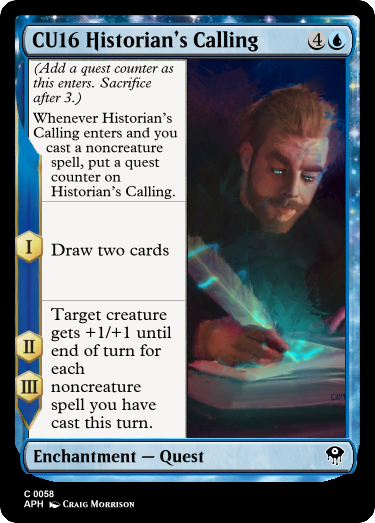 CU16 Historian's Calling 4
(Add a quest counter as
this enters. Sacrifice
after 3.)
Whenever Historian's
Calling enters and you
cast a noncreature
spell, put a quest
counter on
Historian's Calling.
I
Draw two cards
II
III
Target creature
gets +1/+1 until
end of turn for
each
noncreature
spell you have
cast this turn.
Enchantment — Quest
C 0058
APH Craig Morrison